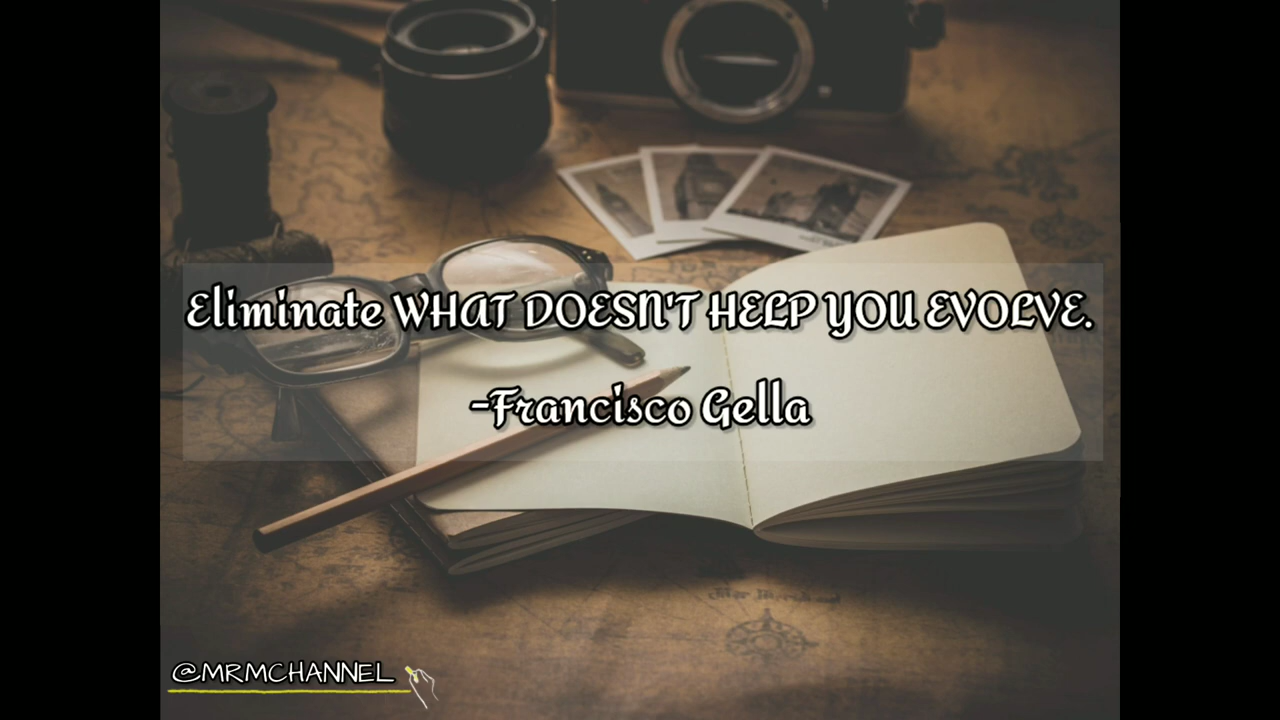 Eliminate WHAT DOESN'T HELP YOU EVOLVE.
-Francisco Gella
@MRMCHANNEL